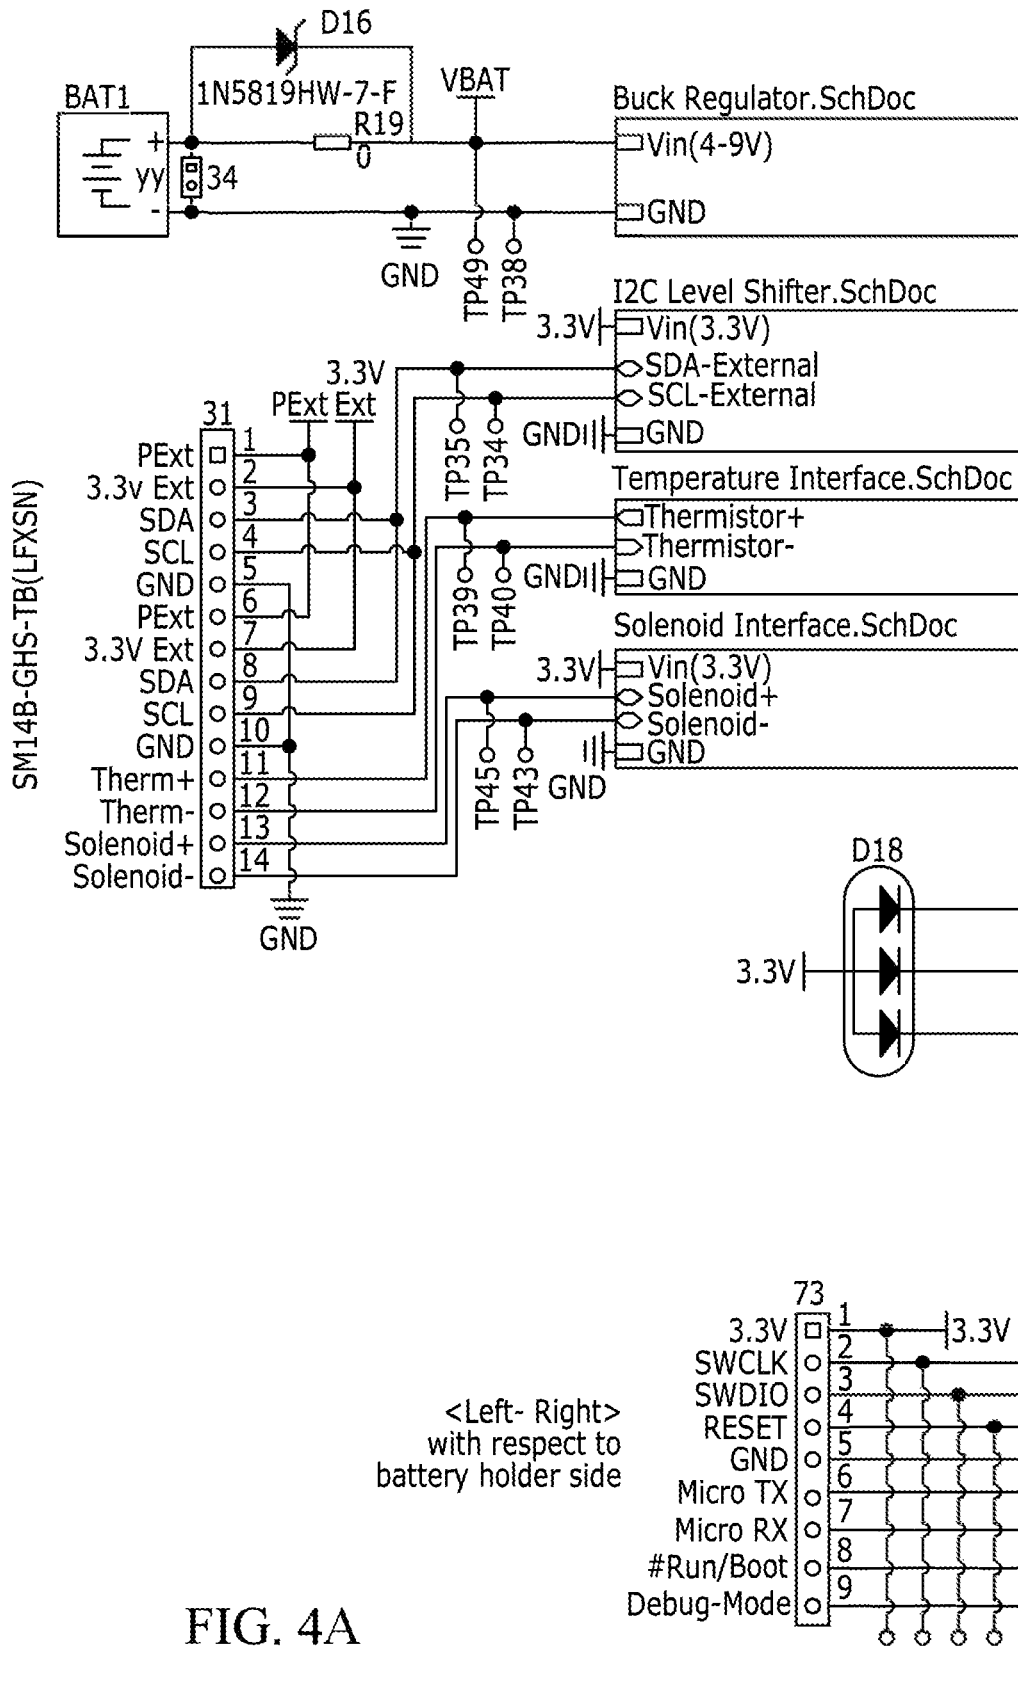 D16
1N5819HW-7-F
BAT1
+
yy
-
34
R19
0
VBAT
GND
TP49
TP38
Buck Regulator.SchDoc
Vin(4-9V)
GND
I2C Level Shifter.SchDoc
3.3V
Vin(3.3V)
SDA-External
SCL-External
GND
GND
TP35
TP34
Temperature Interface.SchDoc
Thermistor+
Thermistor-
GND
GND
TP39
TP40
Solenoid Interface.SchDoc
3.3V
Vin(3.3V)
Solenoid+
Solenoid-
GND
GND
TP45
TP43
3.3V
PExt Ext
31
SM14B-GHS-TB(LFXSN)
PExt 1
3.3v Ext 2
SDA 3
SCL 4
GND 5
PExt 6
3.3V Ext 7
SDA 8
SCL 9
GND 10
Therm+ 11
Therm- 12
Solenoid+ 13
Solenoid- 14
GND
D18
3.3V
73
3.3V 1 3.3V
SWCLK 2
SWDIO 3
RESET 4
GND 5
Micro TX 6
Micro RX 7
#Run/Boot 8
Debug-Mode 9
<Left- Right>
with respect to
battery holder side
FIG. 4A